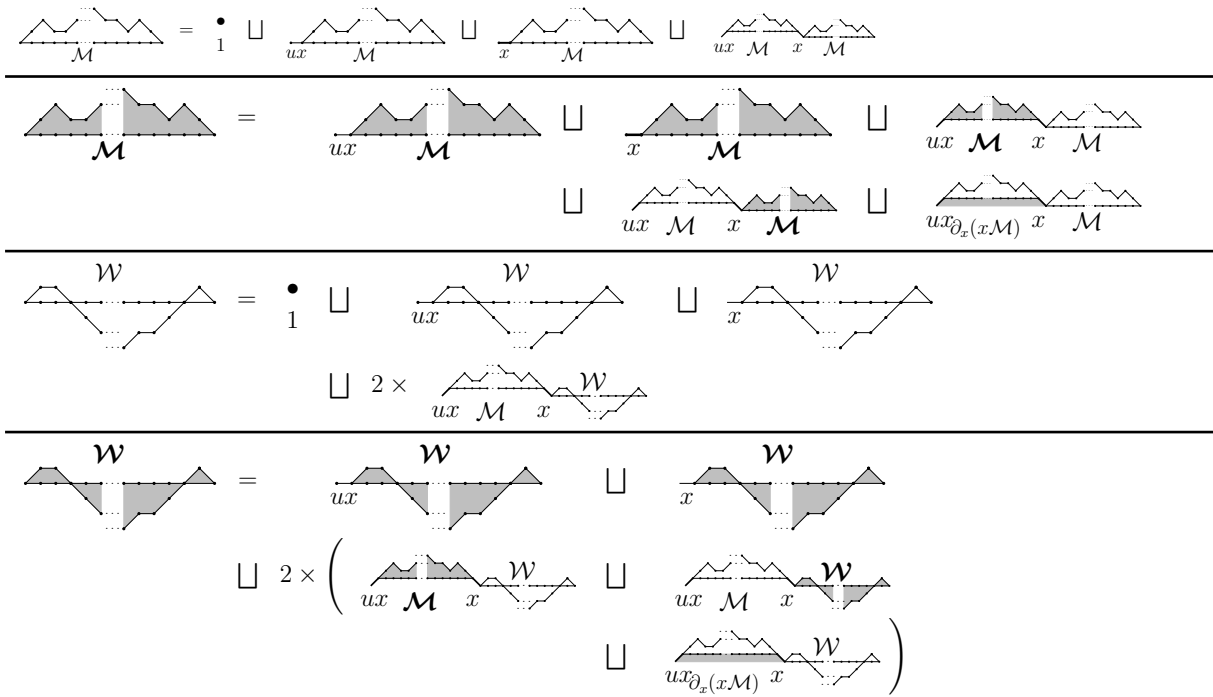 = 1 ⊔ ⊔ ⊔
ℳ ux ℳ x ℳ ux ℳ x ℳ
= ⊔ ⊔
𝓜 ux 𝓜 x 𝓜 ux 𝓜 x ℳ
⊔ ⊔
ux ℳ x 𝓜 ux ∂ₓ(xℳ) x ℳ
𝒲 𝒲 𝒲
= 1 ⊔ ux ⊔ x
⊔ 2 × 𝒲
ux ℳ x
𝓦 𝓦 𝓦
= ux ⊔ x
⊔ 2 × ( 𝒲 ⊔ 𝓦
ux 𝓜 x ux ℳ x
⊔ 𝒲 )
ux ∂ₓ(xℳ) x